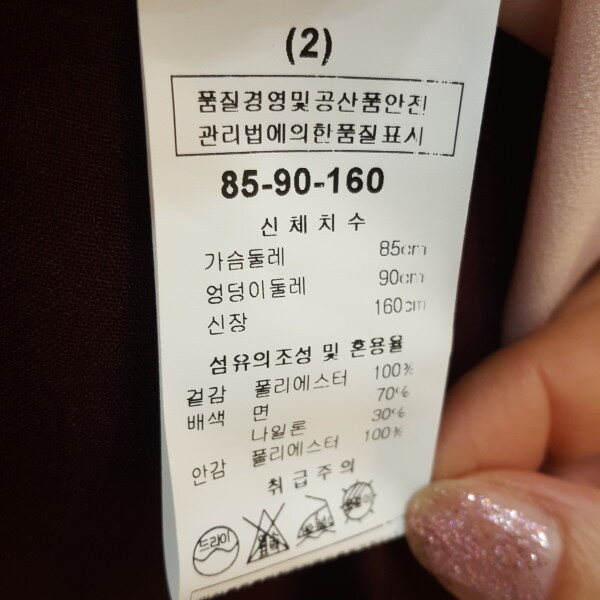 (2)
품질경영및공산품안전
관리법에의한품질표시
85-90-160
신체치수
가슴둘레 85cm
엉덩이둘레 90cm
신장 160cm
섬유의조성 및 혼용율
겉감 폴리에스터 100%
배색 면 70%
나일론 30%
안감 폴리에스터 100%
취급주의
드라이